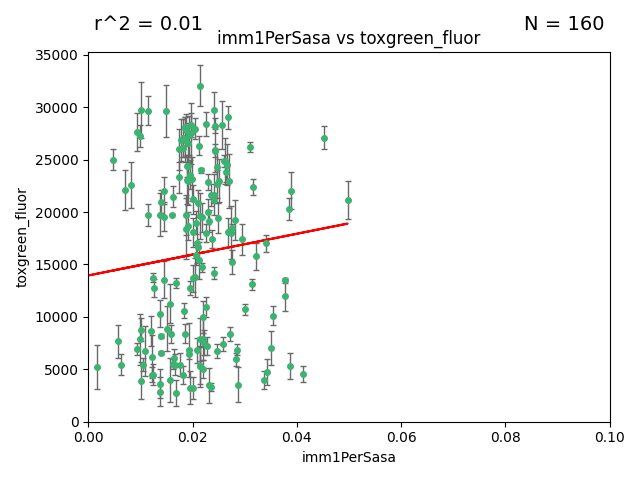 r^2 = 0.01
N = 160
imm1PerSasa vs toxgreen_fluor
35000
30000
25000
20000
15000
10000
5000
0
toxgreen_fluor
0.00
0.02
0.04
0.06
0.08
0.10
imm1PerSasa